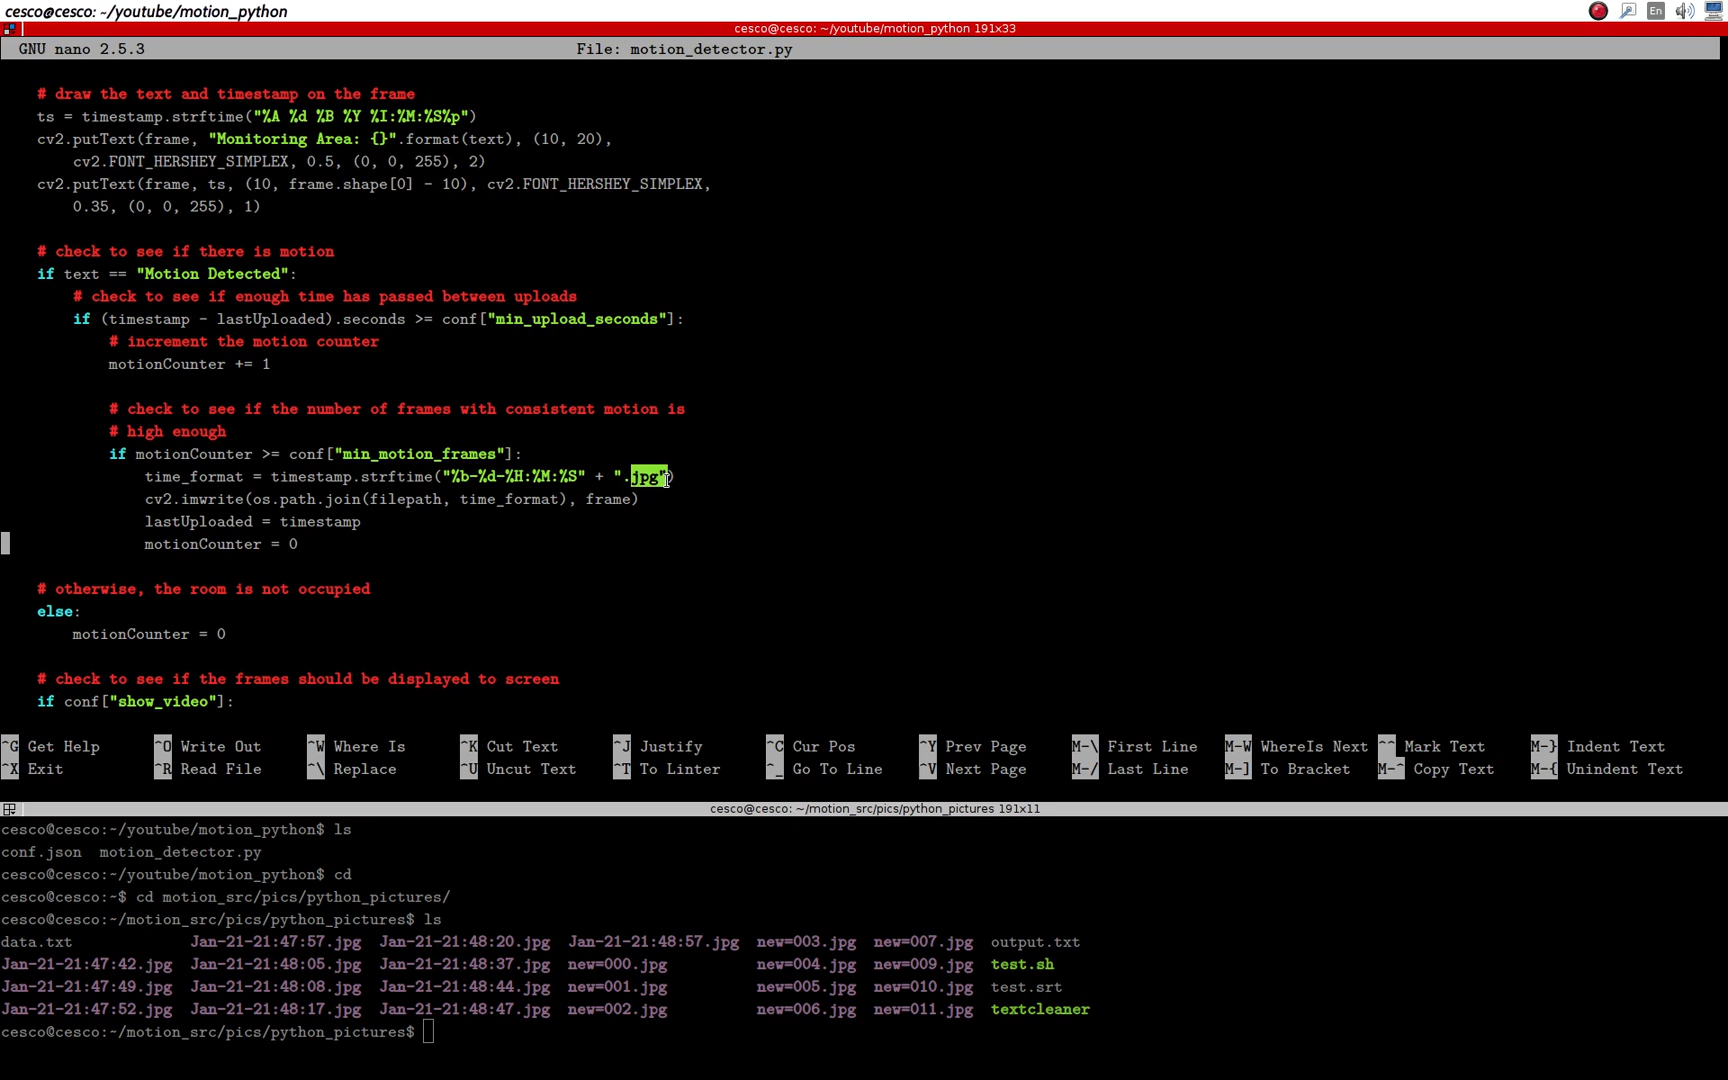 cesco@cesco: ~/youtube/motion_python
En
cesco@cesco: ~/youtube/motion_python 191x33
GNU nano 2.5.3 File: motion_detector.py
# draw the text and timestamp on the frame
ts = timestamp.strftime("%A %d %B %Y %I:%M:%S%p")
cv2.putText(frame, "Monitoring Area: {}".format(text), (10, 20),
cv2.FONT_HERSHEY_SIMPLEX, 0.5, (0, 0, 255), 2)
cv2.putText(frame, ts, (10, frame.shape[0] - 10), cv2.FONT_HERSHEY_SIMPLEX,
0.35, (0, 0, 255), 1)
# check to see if there is motion
if text == "Motion Detected":
# check to see if enough time has passed between uploads
if (timestamp - lastUploaded).seconds >= conf["min_upload_seconds"]:
# increment the motion counter
motionCounter += 1
# check to see if the number of frames with consistent motion is
# high enough
if motionCounter >= conf["min_motion_frames"]:
time_format = timestamp.strftime("%b-%d-%H:%M:%S" + ".jpg")
cv2.imwrite(os.path.join(filepath, time_format), frame)
lastUploaded = timestamp
motionCounter = 0
# otherwise, the room is not occupied
else:
motionCounter = 0
# check to see if the frames should be displayed to screen
if conf["show_video"]:
^G Get Help ^O Write Out ^W Where Is ^K Cut Text ^J Justify ^C Cur Pos ^Y Prev Page M-\ First Line M-W WhereIs Next ^^ Mark Text M-} Indent Text
^X Exit ^R Read File ^\ Replace ^U Uncut Text ^T To Linter ^_ Go To Line ^V Next Page M-/ Last Line M-] To Bracket M-^ Copy Text M-{ Unindent Text
cesco@cesco: ~/motion_src/pics/python_pictures 191x11
cesco@cesco:~/youtube/motion_python$ ls
conf.json motion_detector.py
cesco@cesco:~/youtube/motion_python$ cd
cesco@cesco:~$ cd motion_src/pics/python_pictures/
cesco@cesco:~/motion_src/pics/python_pictures$ ls
data.txt Jan-21-21:47:57.jpg Jan-21-21:48:20.jpg Jan-21-21:48:57.jpg new=003.jpg new=007.jpg output.txt
Jan-21-21:47:42.jpg Jan-21-21:48:05.jpg Jan-21-21:48:37.jpg new=000.jpg new=004.jpg new=009.jpg test.sh
Jan-21-21:47:49.jpg Jan-21-21:48:08.jpg Jan-21-21:48:44.jpg new=001.jpg new=005.jpg new=010.jpg test.srt
Jan-21-21:47:52.jpg Jan-21-21:48:17.jpg Jan-21-21:48:47.jpg new=002.jpg new=006.jpg new=011.jpg textcleaner
cesco@cesco:~/motion_src/pics/python_pictures$